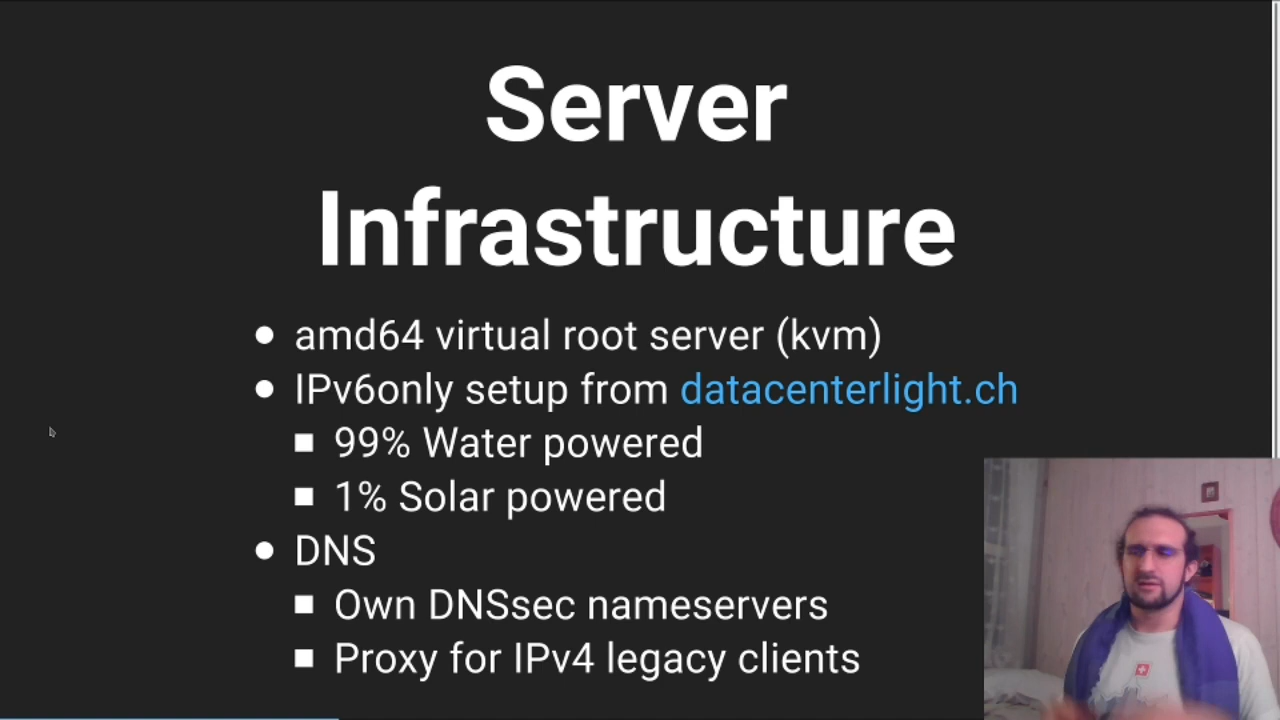 Server
Infrastructure
amd64 virtual root server (kvm)
IPv6only setup from datacenterlight.ch
99% Water powered
1% Solar powered
DNS
Own DNSsec nameservers
Proxy for IPv4 legacy clients